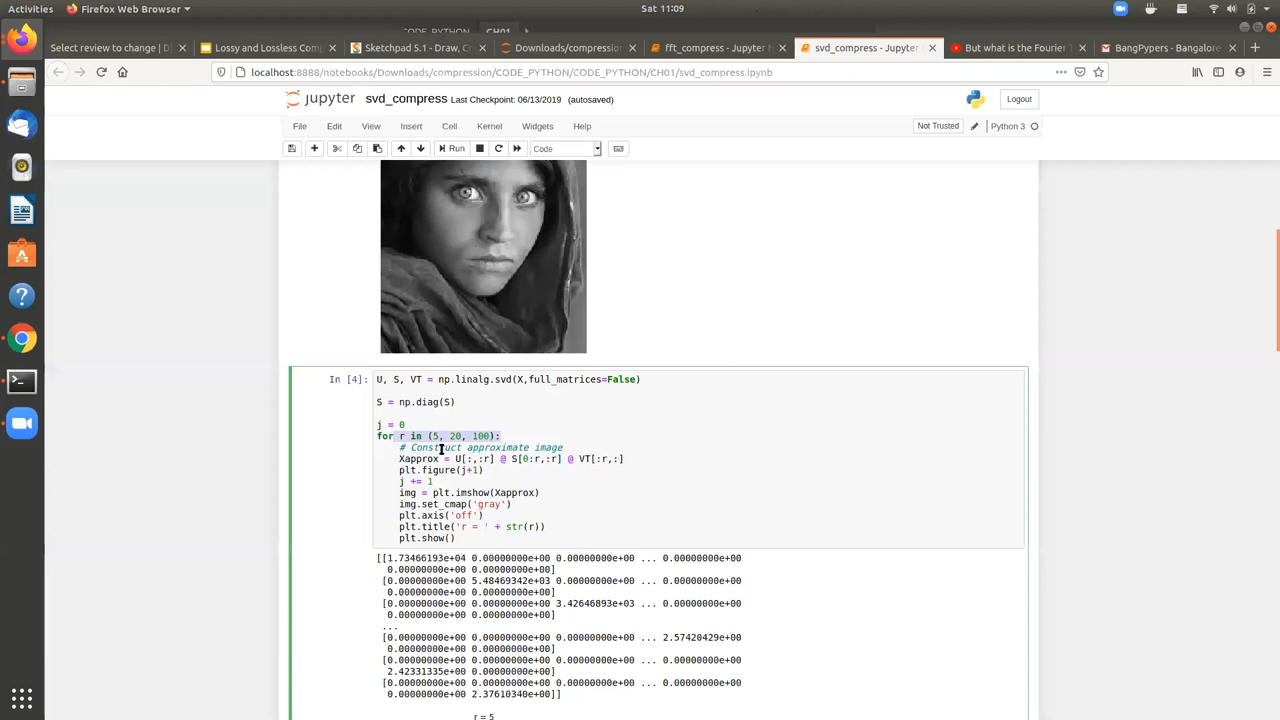 Activities Firefox Web Browser Sat 11:09
CODE_PYTHON CH01
Select review to change | D Lossy and Lossless Com Sketchpad 5.1 - Draw, C Downloads/compression fft_compress - Jupyter N svd_compress - Jupyter But what is the Fourier T BangPypers - Bangalore
localhost:8888/notebooks/Downloads/compression/CODE_PYTHON/CODE_PYTHON/CH01/svd_compress.ipynb
jupyter svd_compress Last Checkpoint: 06/13/2019 (autosaved) Logout
File Edit View Insert Cell Kernel Widgets Help Not Trusted Python 3
Run Code
In [4]: U, S, VT = np.linalg.svd(X,full_matrices=False)
S = np.diag(S)
j = 0
for r in (5, 20, 100):
# Construct approximate image
Xapprox = U[:,:r] @ S[0:r,:r] @ VT[:r,:]
plt.figure(j+1)
j += 1
img = plt.imshow(Xapprox)
img.set_cmap('gray')
plt.axis('off')
plt.title('r = ' + str(r))
plt.show()
[[1.73466193e+04 0.00000000e+00 0.00000000e+00 ... 0.00000000e+00
0.00000000e+00 0.00000000e+00]
[0.00000000e+00 5.48469342e+03 0.00000000e+00 ... 0.00000000e+00
0.00000000e+00 0.00000000e+00]
[0.00000000e+00 0.00000000e+00 3.42646893e+03 ... 0.00000000e+00
0.00000000e+00 0.00000000e+00]
...
[0.00000000e+00 0.00000000e+00 0.00000000e+00 ... 2.57420429e+00
0.00000000e+00 0.00000000e+00]
[0.00000000e+00 0.00000000e+00 0.00000000e+00 ... 0.00000000e+00
2.42331335e+00 0.00000000e+00]
[0.00000000e+00 0.00000000e+00 0.00000000e+00 ... 0.00000000e+00
0.00000000e+00 2.37610340e+00]]
r = 5